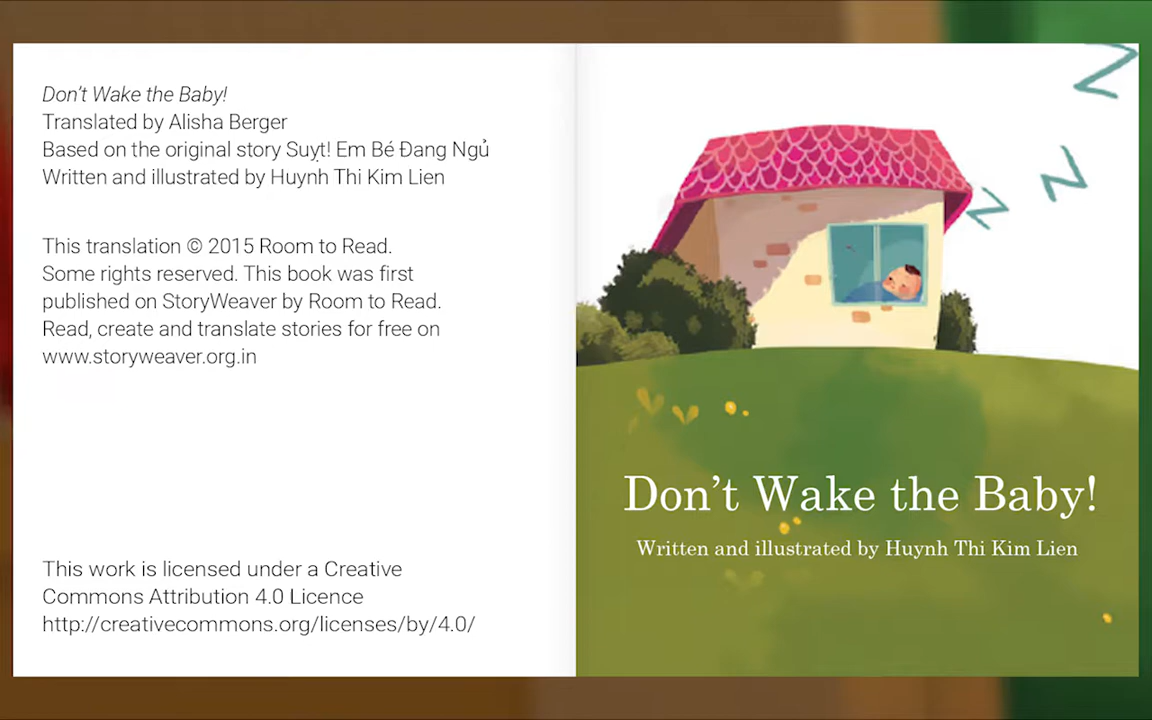 Don't Wake the Baby!
Translated by Alisha Berger
Based on the original story Suỵt! Em Bé Đang Ngủ
Written and illustrated by Huynh Thi Kim Lien
This translation © 2015 Room to Read.
Some rights reserved. This book was first
published on StoryWeaver by Room to Read.
Read, create and translate stories for free on
www.storyweaver.org.in
This work is licensed under a Creative
Commons Attribution 4.0 Licence
http://creativecommons.org/licenses/by/4.0/
Z
Z
Z
Don't Wake the Baby!
Written and illustrated by Huynh Thi Kim Lien